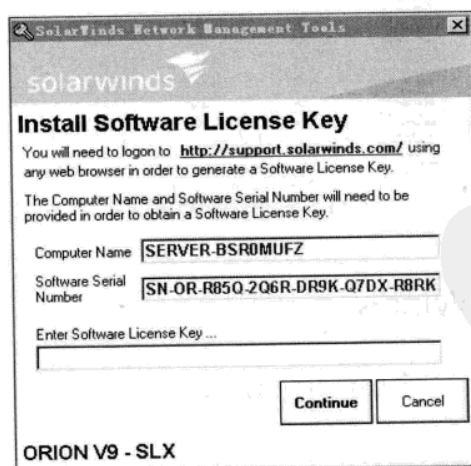 SolarWinds Network Management Tools
solarwinds
Install Software License Key
You will need to logon to http://support.solarwinds.com/ using
any web browser in order to generate a Software License Key.
The Computer Name and Software Serial Number will need to be
provided in order to obtain a Software License Key.
Computer Name SERVER-BSR0MUFZ
Software Serial
Number SN-OR-R85Q-2Q6R-DR9K-Q7DX-R8RK
Enter Software License Key ...
Continue Cancel
ORION V9 - SLX